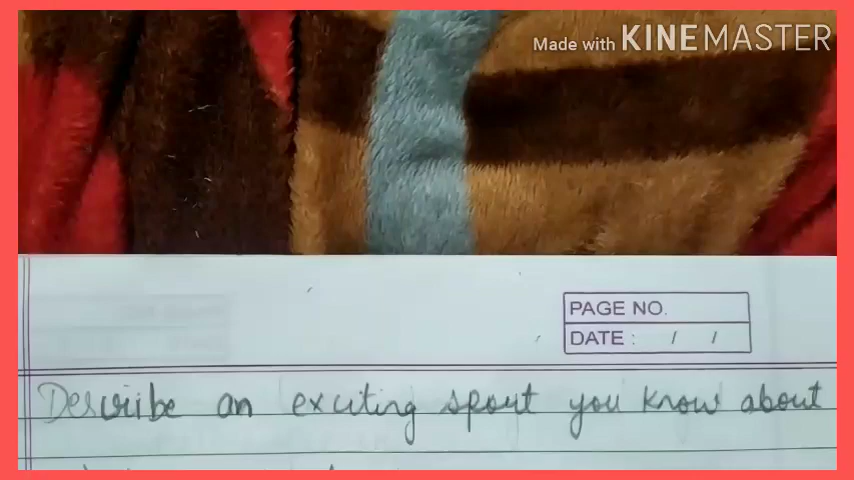 Made with KINEMASTER
PAGE NO.
DATE : / /
Describe an exciting sport you know about